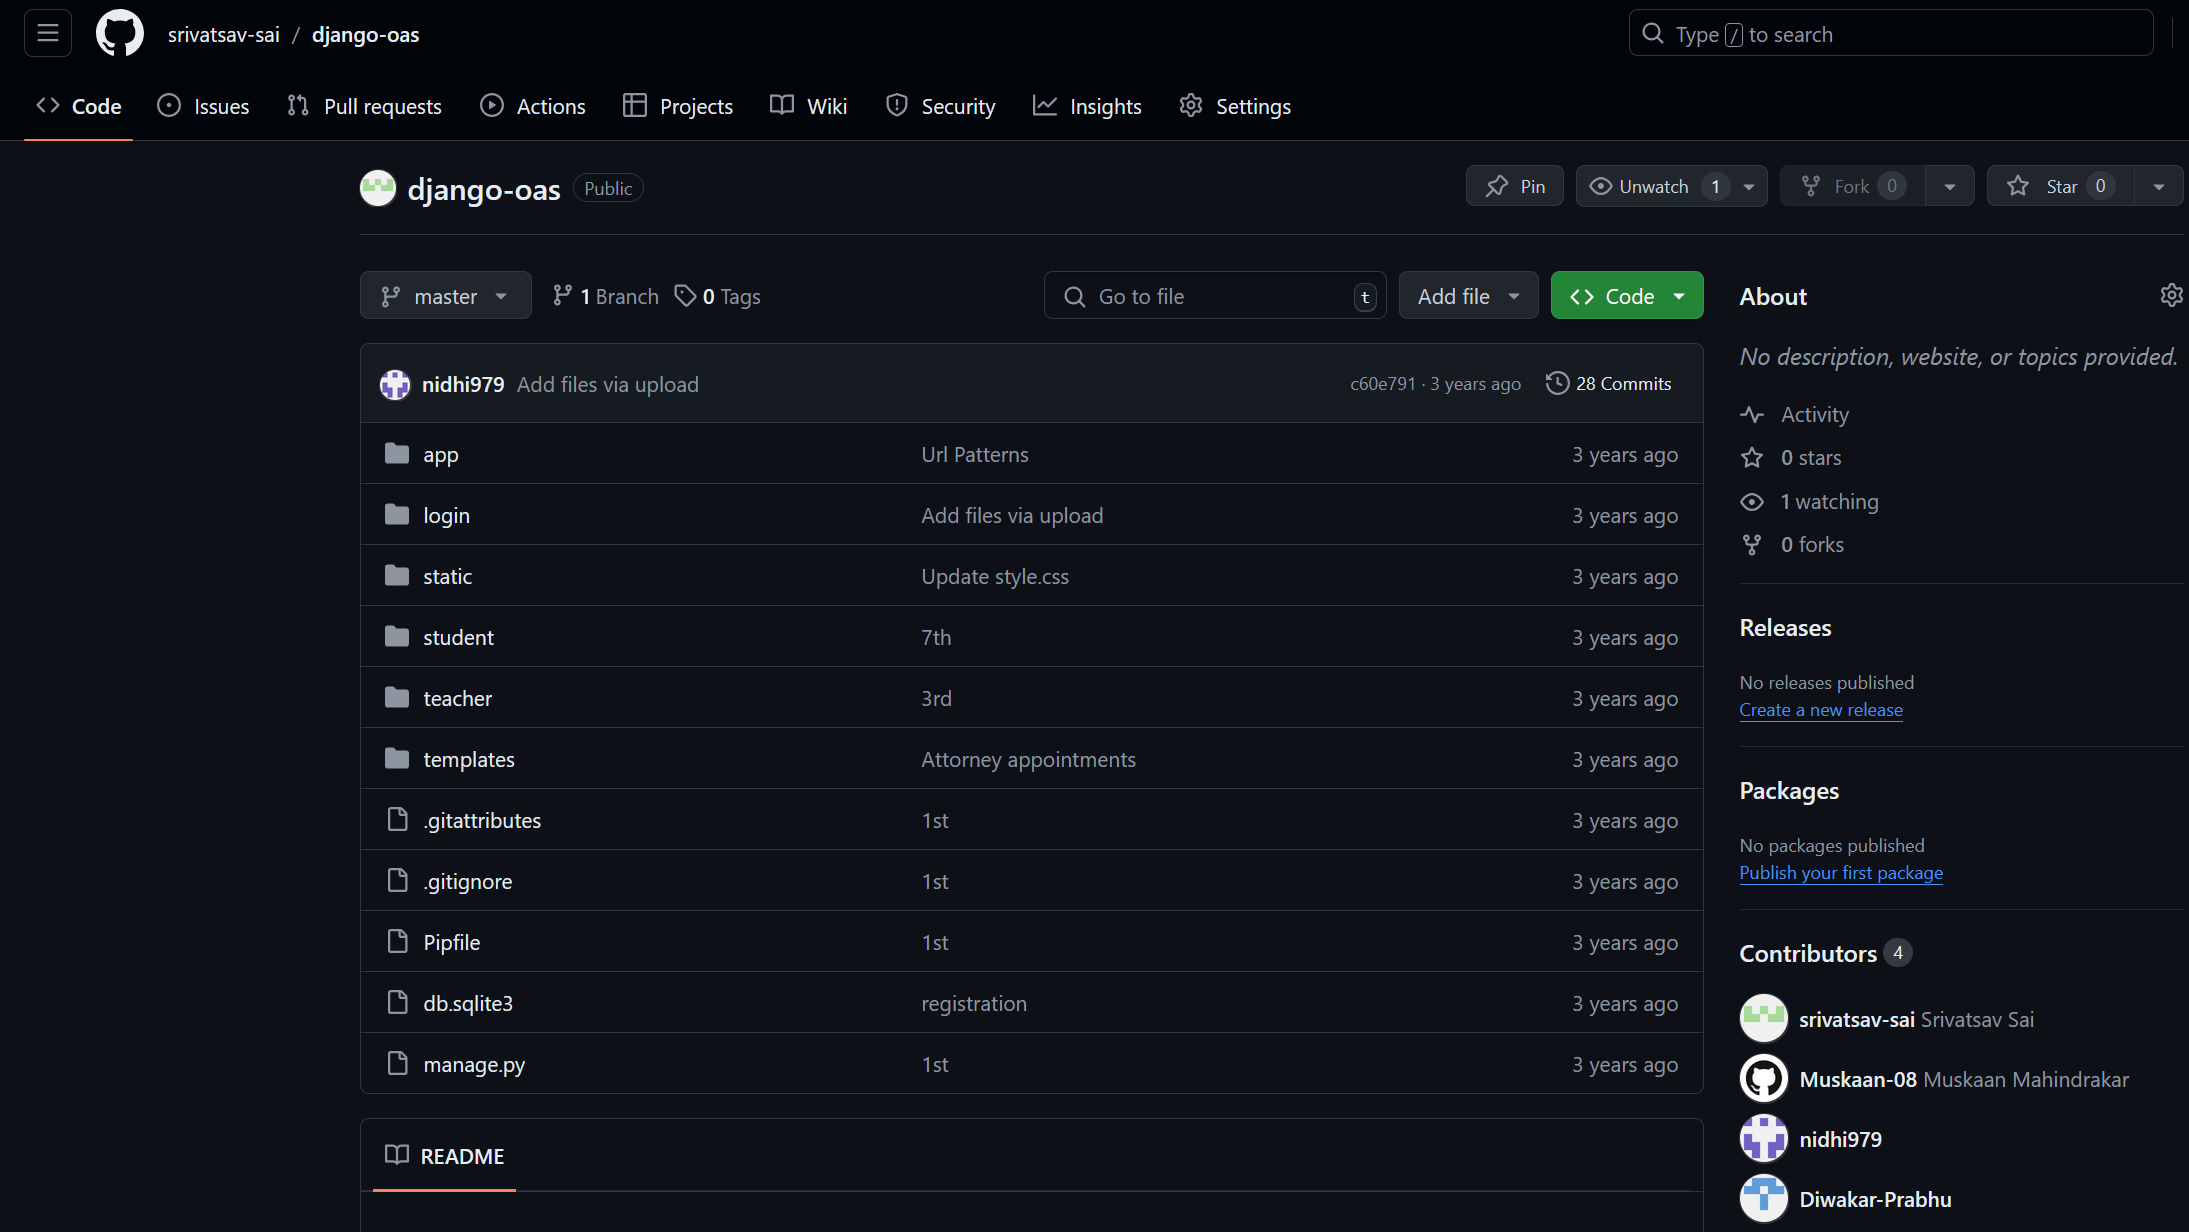 srivatsav-sai / django-oas
Type / to search
Code Issues Pull requests Actions Projects Wiki Security Insights Settings
django-oas Public
Pin Unwatch 1 Fork 0 Star 0
master 1 Branch 0 Tags Go to file t Add file Code
nidhi979 Add files via upload c60e791 · 3 years ago 28 Commits
app Url Patterns 3 years ago
login Add files via upload 3 years ago
static Update style.css 3 years ago
student 7th 3 years ago
teacher 3rd 3 years ago
templates Attorney appointments 3 years ago
.gitattributes 1st 3 years ago
.gitignore 1st 3 years ago
Pipfile 1st 3 years ago
db.sqlite3 registration 3 years ago
manage.py 1st 3 years ago
README
About
No description, website, or topics provided.
Activity
0 stars
1 watching
0 forks
Releases
No releases published
Create a new release
Packages
No packages published
Publish your first package
Contributors 4
srivatsav-sai Srivatsav Sai
Muskaan-08 Muskaan Mahindrakar
nidhi979
Diwakar-Prabhu